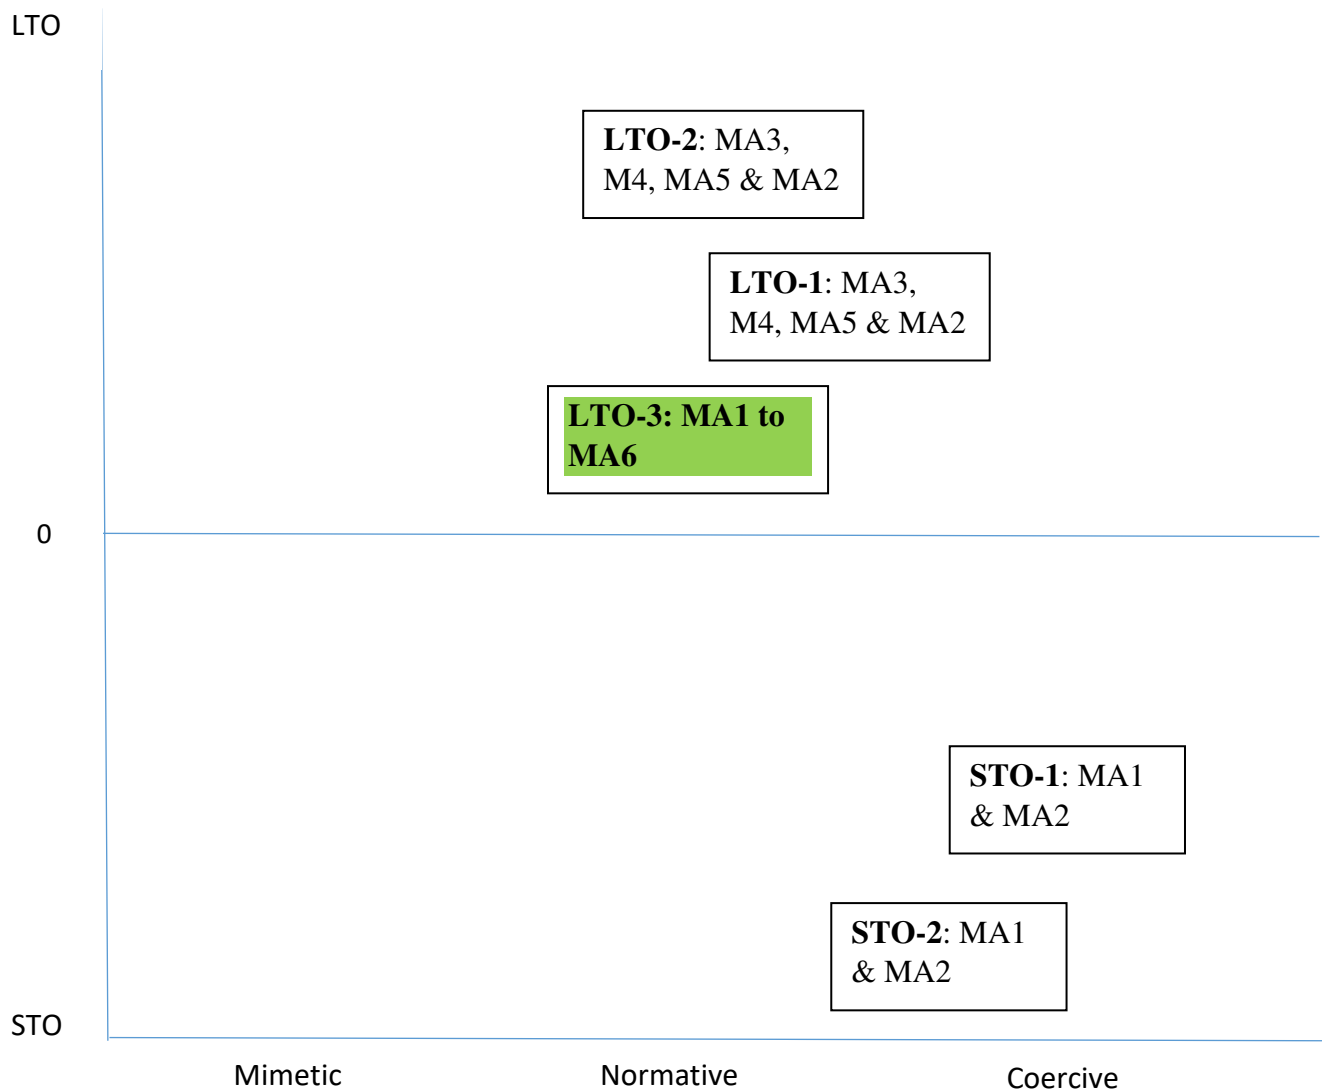 LTO
LTO-2: MA3,
M4, MA5 & MA2
LTO-1: MA3,
M4, MA5 & MA2
LTO-3: MA1 to
MA6
0
STO-1: MA1
& MA2
STO-2: MA1
& MA2
STO
Mimetic
Normative
Coercive